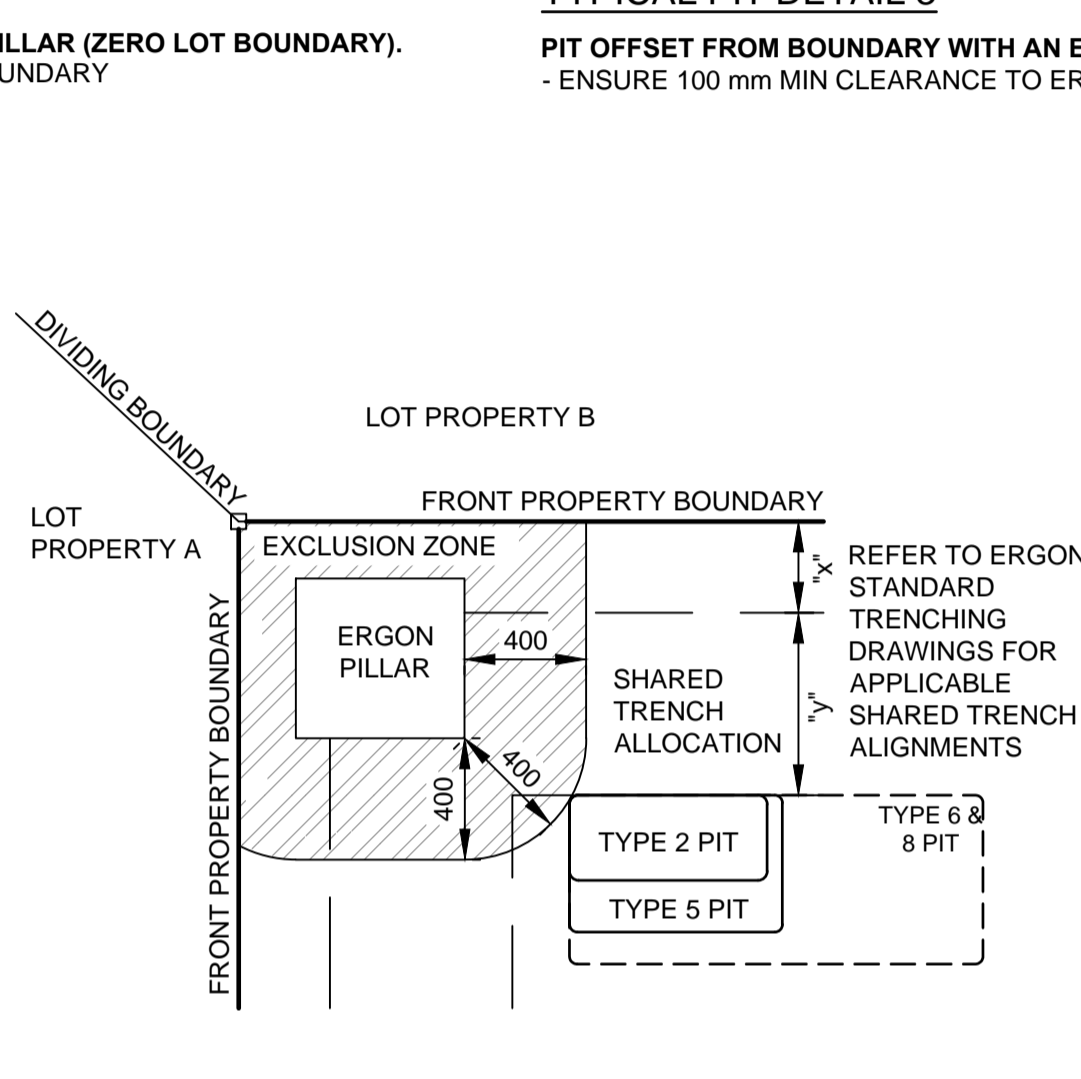 ILLAR (ZERO LOT BOUNDARY).
UNDARY
PIT OFFSET FROM BOUNDARY WITH AN E
- ENSURE 100 mm MIN CLEARANCE TO ER
DIVIDING BOUNDARY
LOT PROPERTY B
LOT
PROPERTY A
FRONT PROPERTY BOUNDARY
EXCLUSION ZONE
ERGON
PILLAR
400
400
400
FRONT PROPERTY BOUNDARY
SHARED
TRENCH
ALLOCATION
"x"
"y"
REFER TO ERGON
STANDARD
TRENCHING
DRAWINGS FOR
APPLICABLE
SHARED TRENCH
ALIGNMENTS
TYPE 2 PIT
TYPE 5 PIT
TYPE 6 &
8 PIT